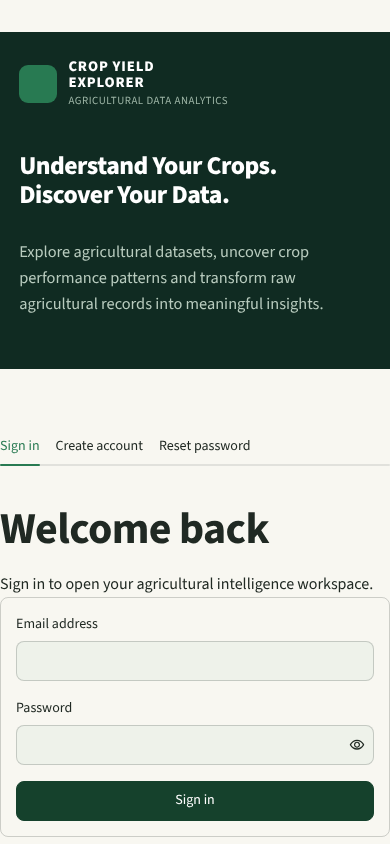 CROP YIELD
EXPLORER
AGRICULTURAL DATA ANALYTICS
Understand Your Crops.
Discover Your Data.
Explore agricultural datasets, uncover crop
performance patterns and transform raw
agricultural records into meaningful insights.
Sign in
Create account
Reset password
Welcome back
Sign in to open your agricultural intelligence workspace.
Email address
Password
Sign in